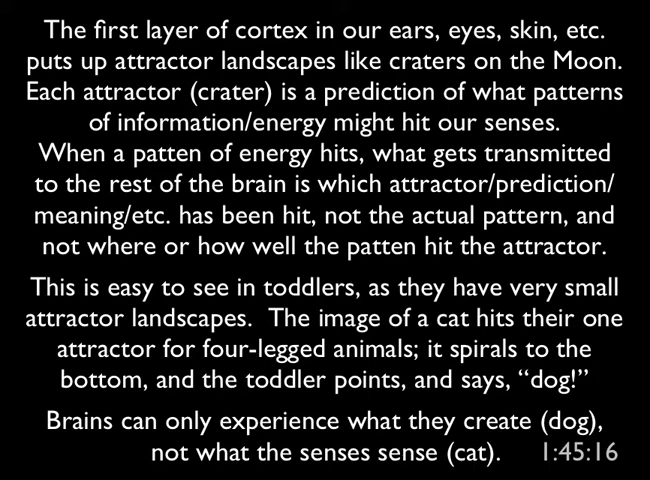 The first layer of cortex in our ears, eyes, skin, etc.
puts up attractor landscapes like craters on the Moon.
Each attractor (crater) is a prediction of what patterns
of information/energy might hit our senses.
When a patten of energy hits, what gets transmitted
to the rest of the brain is which attractor/prediction/
meaning/etc. has been hit, not the actual pattern, and
not where or how well the patten hit the attractor.
This is easy to see in toddlers, as they have very small
attractor landscapes.  The image of a cat hits their one
attractor for four-legged animals; it spirals to the
bottom, and the toddler points, and says, “dog!”
Brains can only experience what they create (dog),
not what the senses sense (cat).
1:45:16